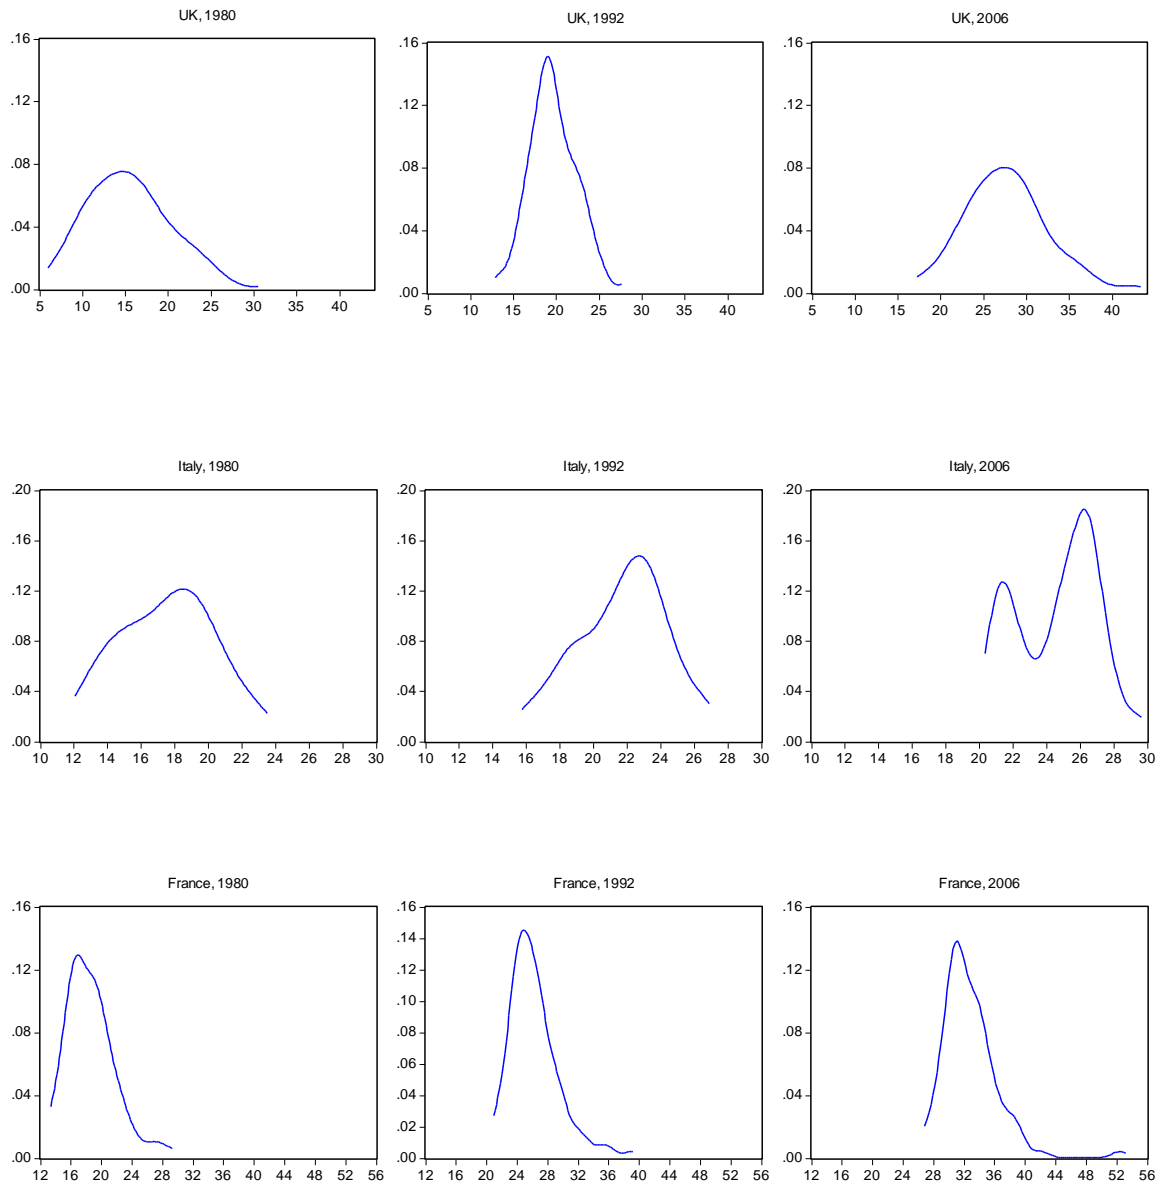 UK, 1980
.16
.12
.08
.04
.00
5 10 15 20 25 30 35 40
UK, 1992
.16
.12
.08
.04
.00
5 10 15 20 25 30 35 40
UK, 2006
.16
.12
.08
.04
.00
5 10 15 20 25 30 35 40
Italy, 1980
.20
.16
.12
.08
.04
.00
10 12 14 16 18 20 22 24 26 28 30
Italy, 1992
.20
.16
.12
.08
.04
.00
10 12 14 16 18 20 22 24 26 28 30
Italy, 2006
.20
.16
.12
.08
.04
.00
10 12 14 16 18 20 22 24 26 28 30
France, 1980
.16
.12
.08
.04
.00
12 16 20 24 28 32 36 40 44 48 52 56
France, 1992
.16
.14
.12
.10
.08
.06
.04
.02
.00
12 16 20 24 28 32 36 40 44 48 52 56
France, 2006
.16
.12
.08
.04
.00
12 16 20 24 28 32 36 40 44 48 52 56